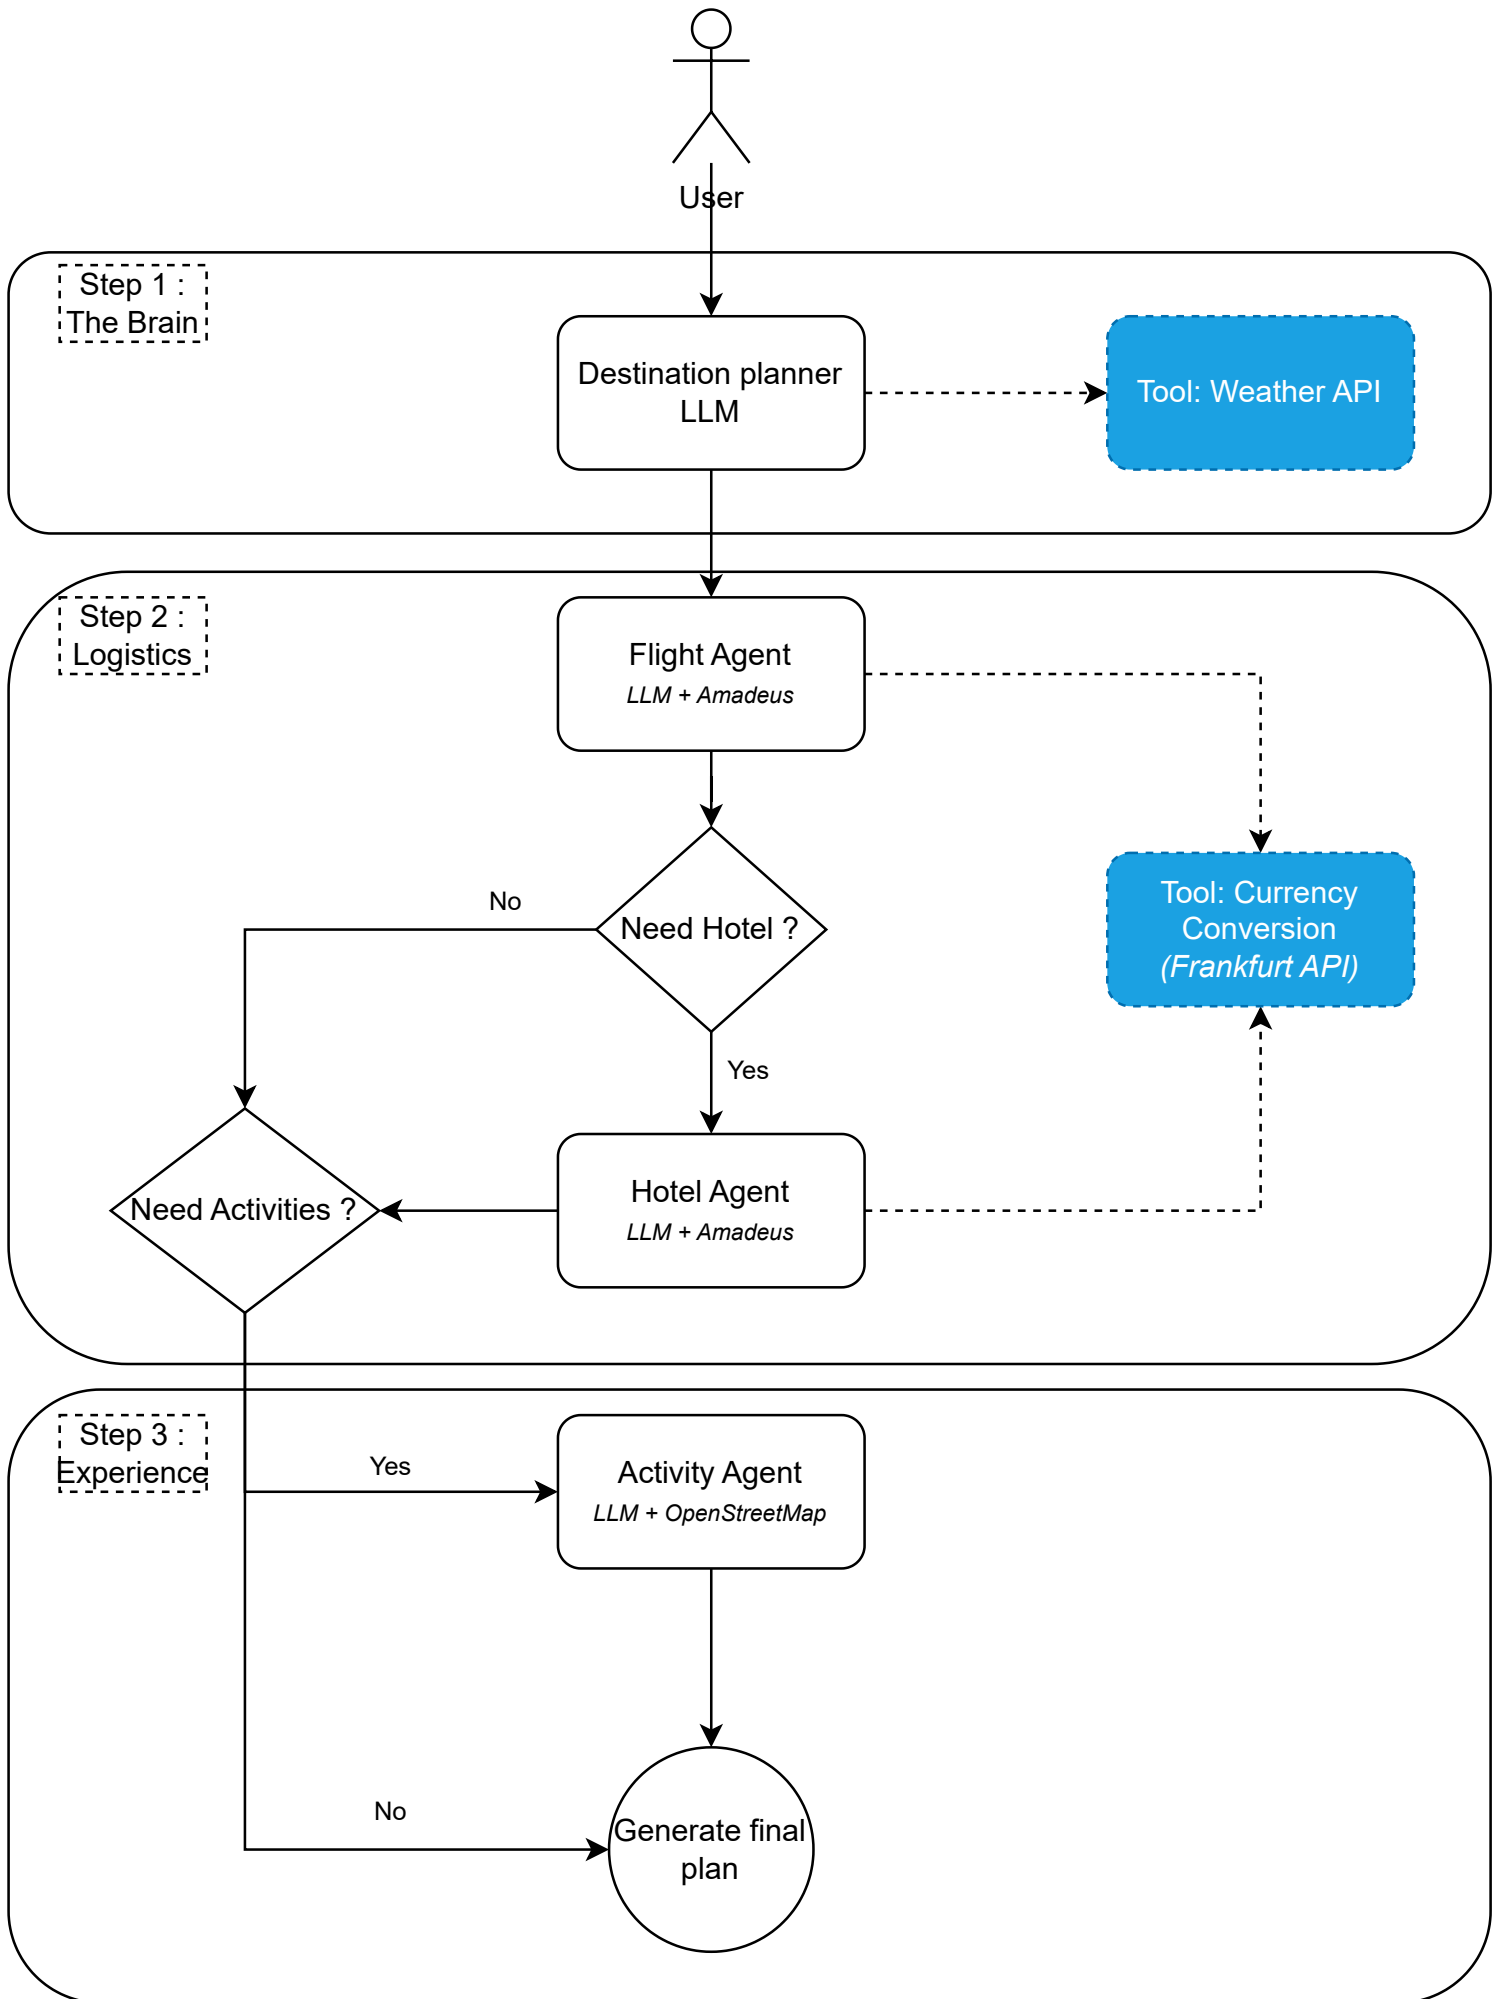 User
Step 1 :
The Brain
Destination planner
LLM
Tool: Weather API
Step 2 :
Logistics
Flight Agent
LLM + Amadeus
No
Need Hotel ?
Tool: Currency
Conversion
(Frankfurt API)
Yes
Need Activities ?
Hotel Agent
LLM + Amadeus
Step 3 :
Experience
Yes
Activity Agent
LLM + OpenStreetMap
No
Generate final
plan